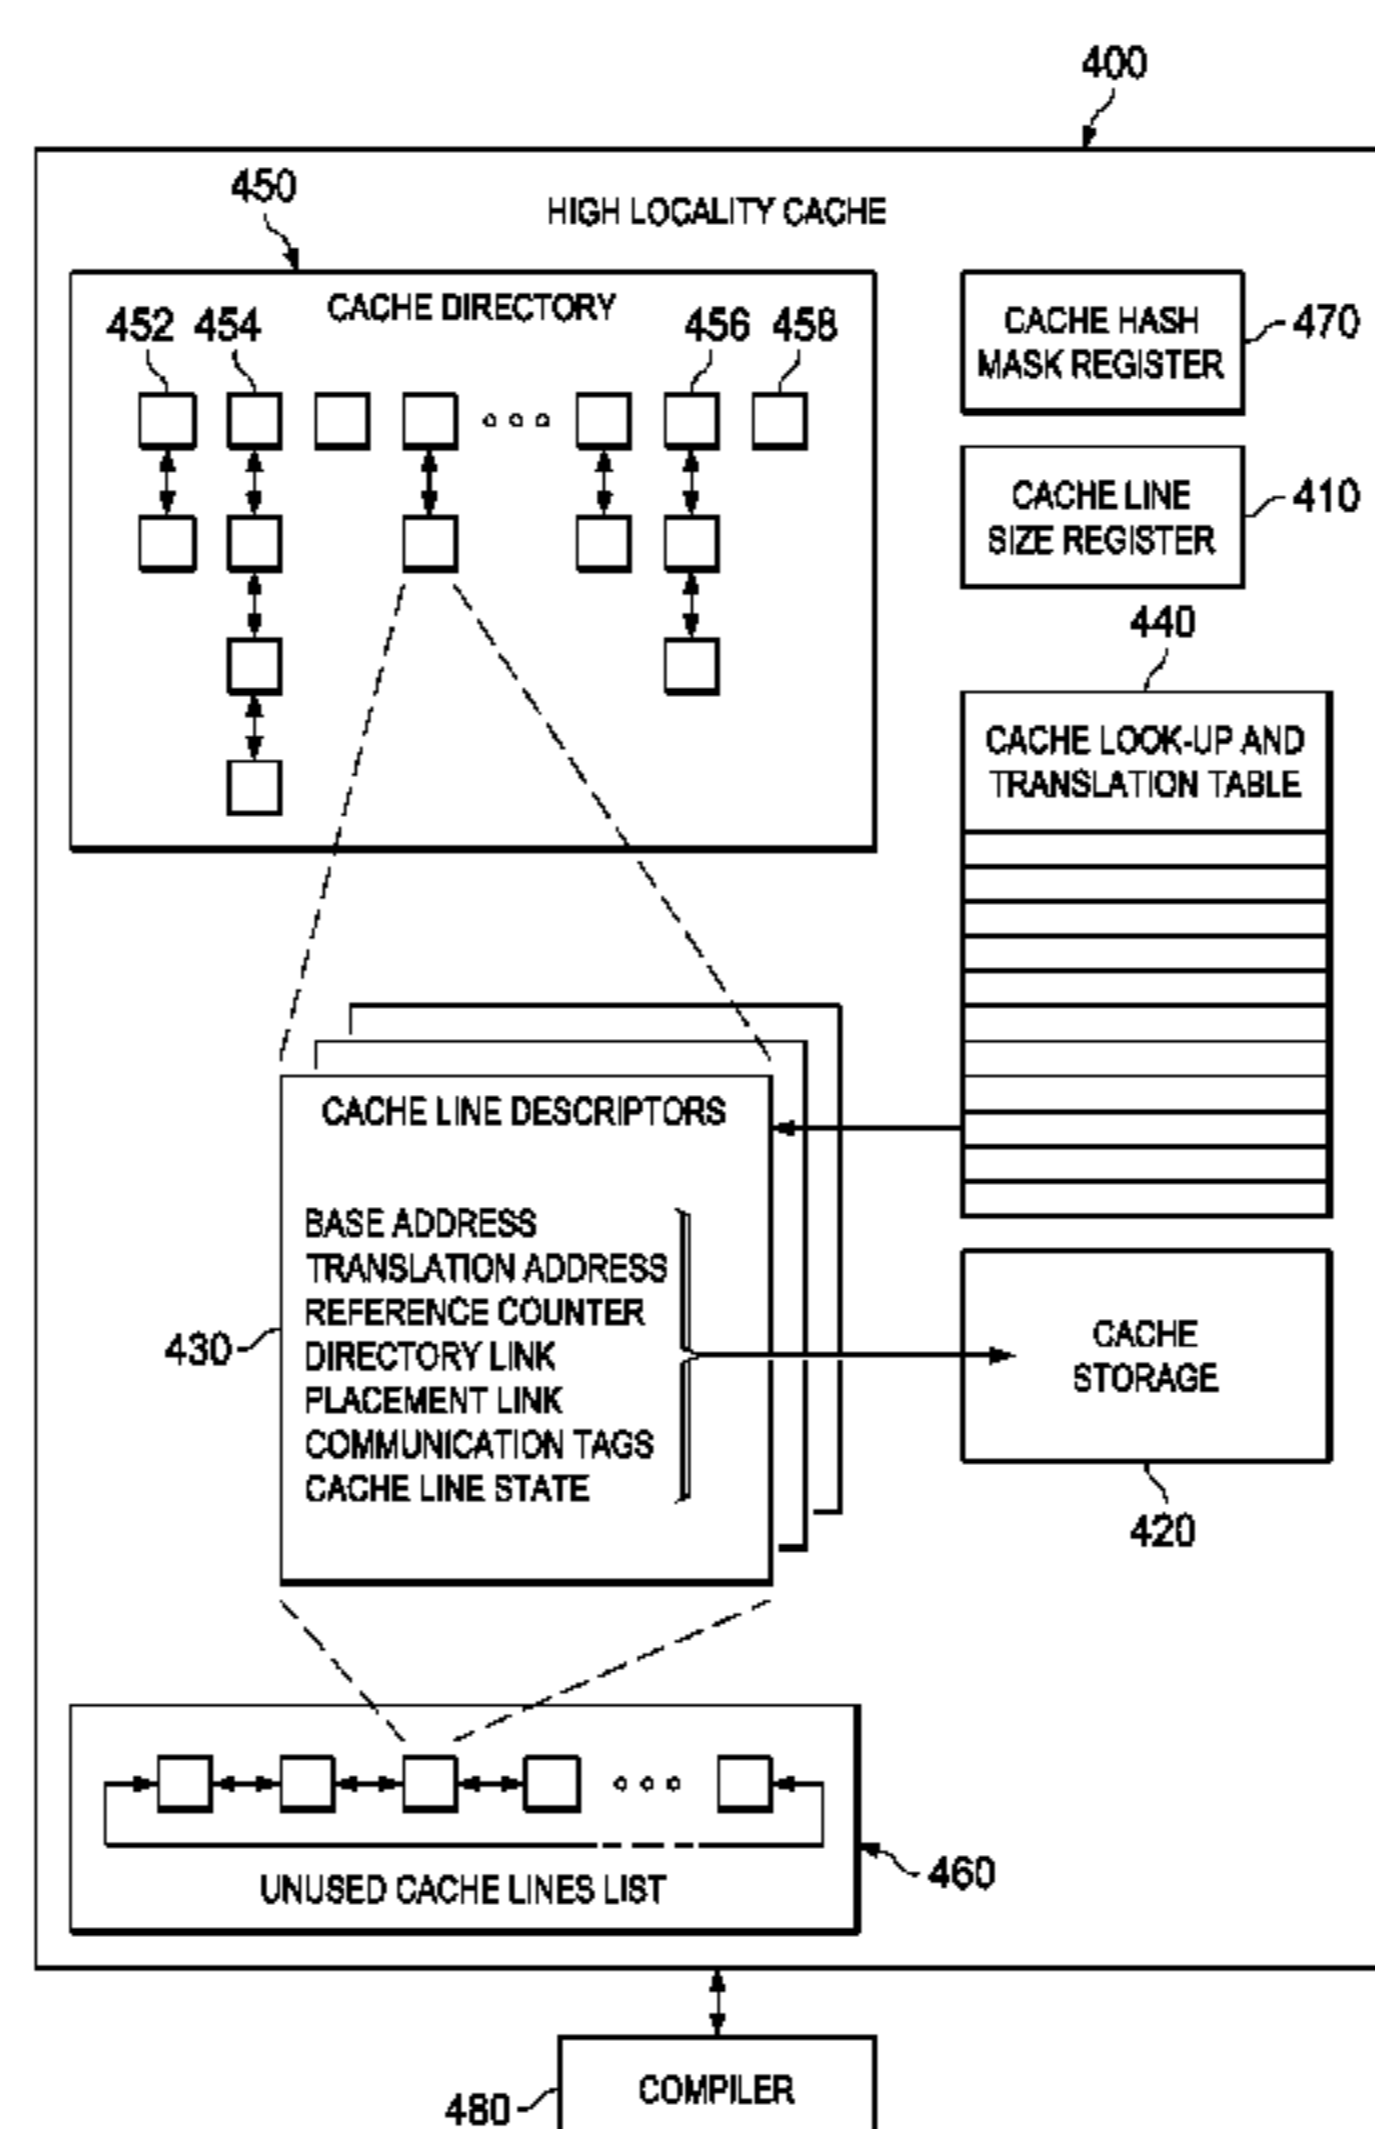 400
HIGH LOCALITY CACHE
450
CACHE DIRECTORY
452 454 456 458
CACHE HASH
MASK REGISTER
470
CACHE LINE
SIZE REGISTER
410
440
CACHE LOOK-UP AND
TRANSLATION TABLE
CACHE LINE DESCRIPTORS
BASE ADDRESS
TRANSLATION ADDRESS
REFERENCE COUNTER
DIRECTORY LINK
PLACEMENT LINK
COMMUNICATION TAGS
CACHE LINE STATE
430
CACHE
STORAGE
420
UNUSED CACHE LINES LIST
460
COMPILER
480